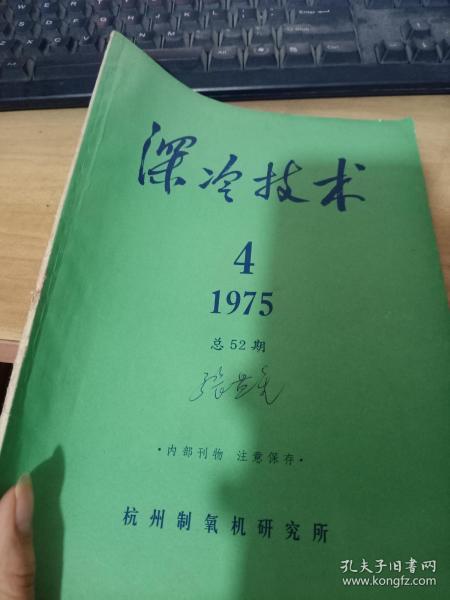 深冷技术
4
1975
总52期
·内部刊物 注意保存·
杭州制氧机研究所
孔夫子旧书网
www.kongfz.com